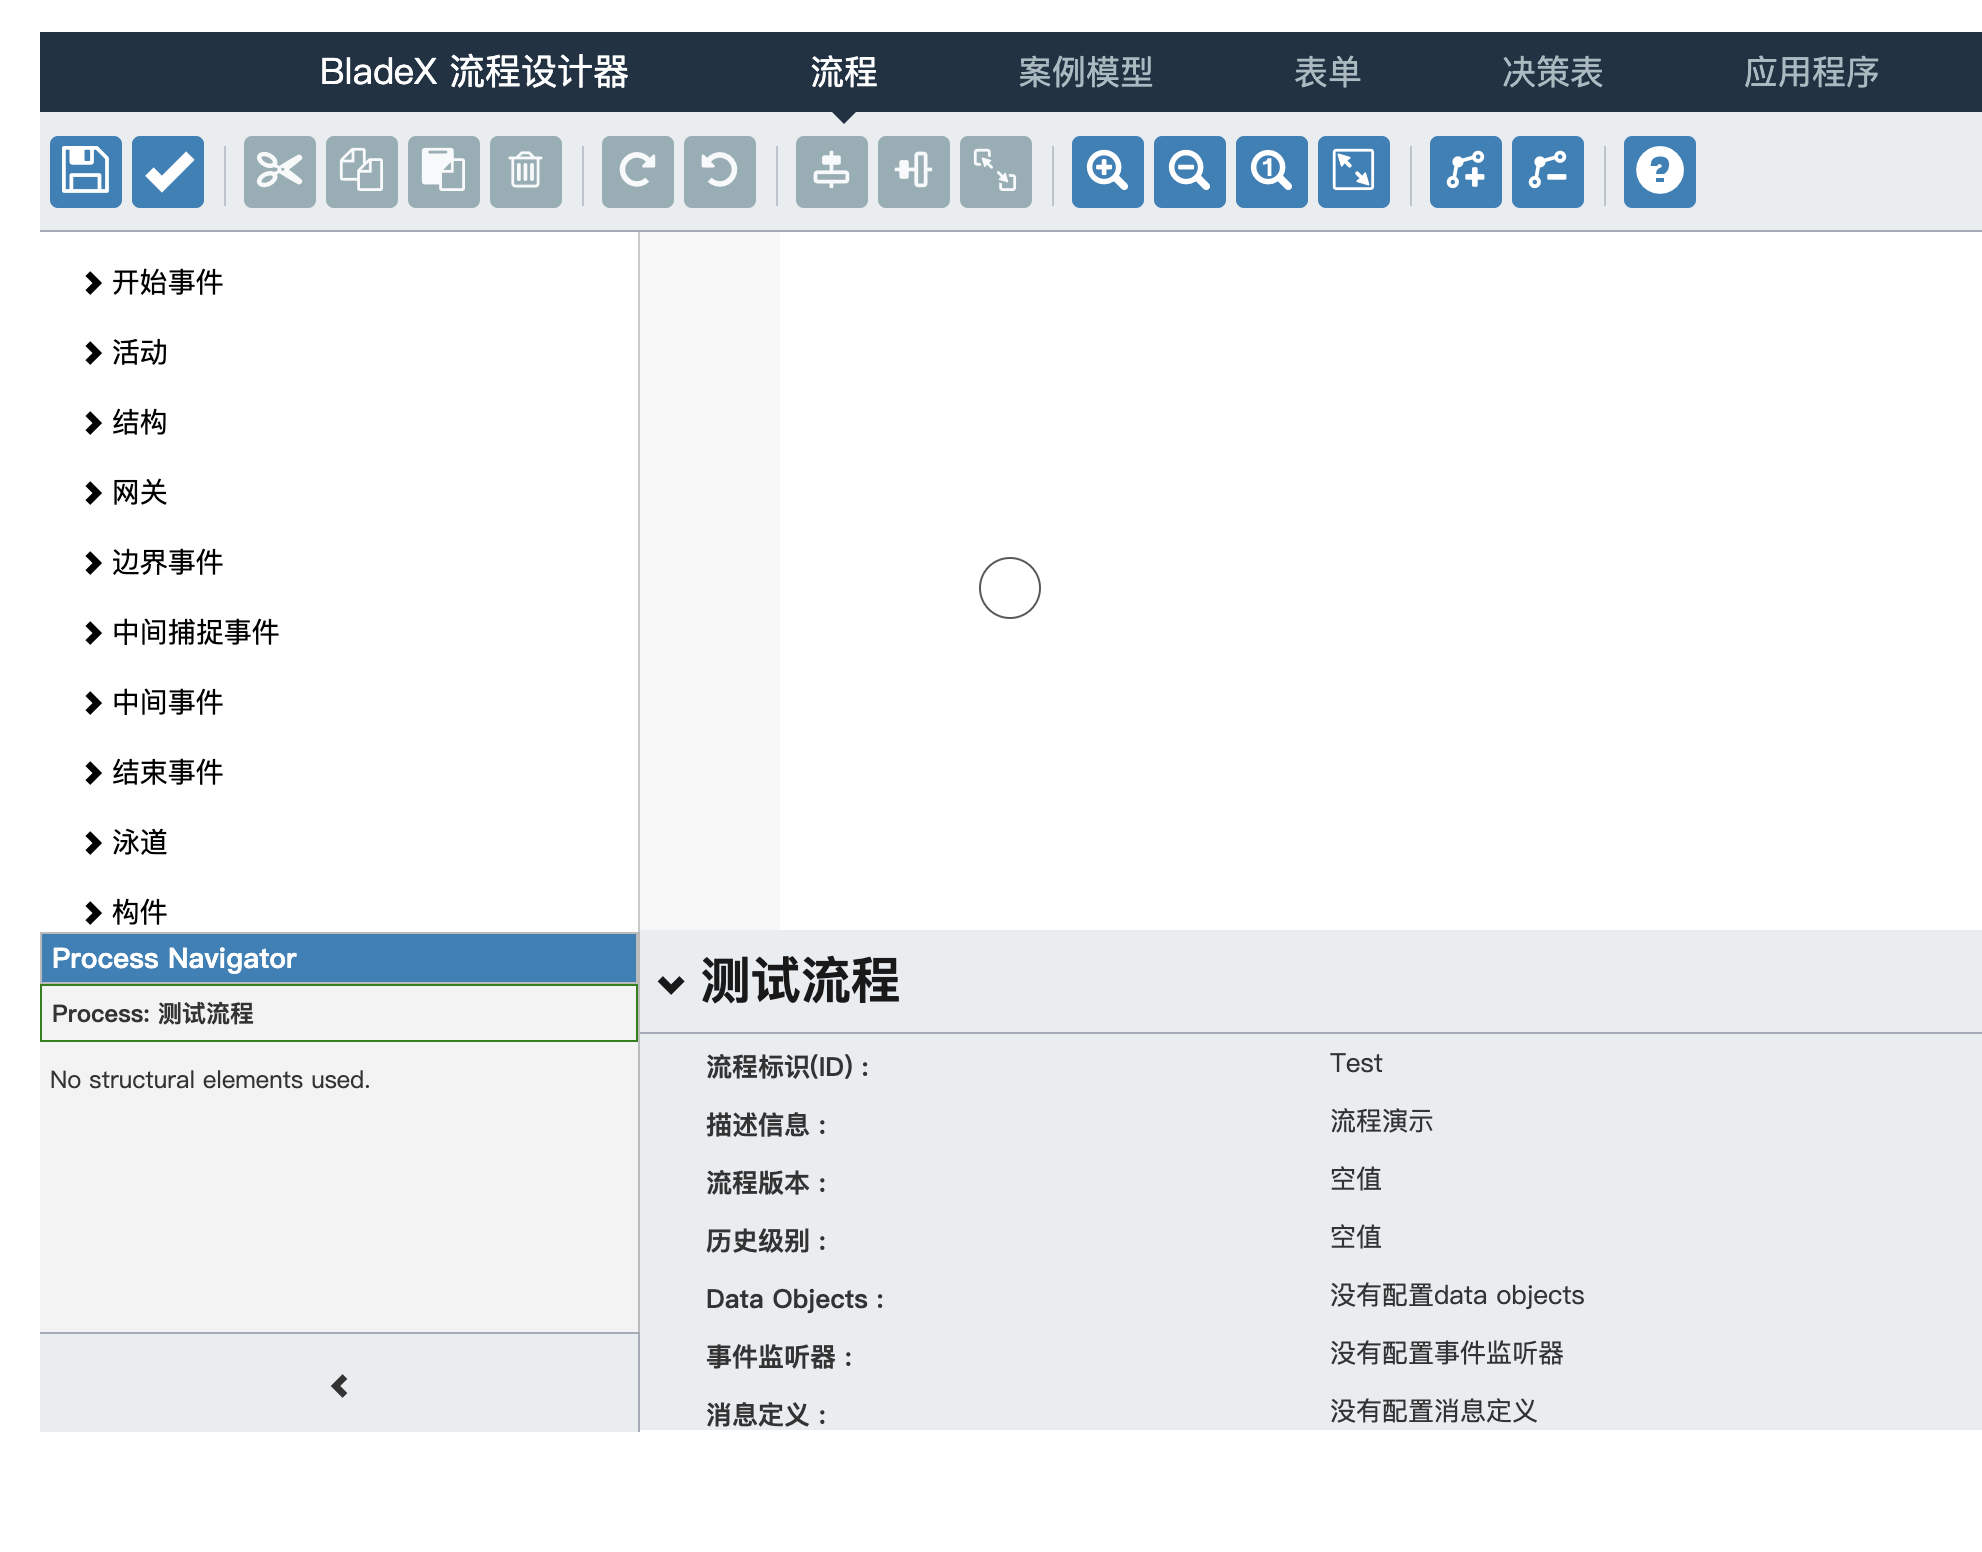 BladeX 流程设计器 流程 案例模型 表单 决策表 应用程序
开始事件
活动
结构
网关
边界事件
中间捕捉事件
中间事件
结束事件
泳道
构件
Process Navigator
Process: 测试流程
No structural elements used.
测试流程
流程标识(ID) : Test
描述信息 : 流程演示
流程版本 : 空值
历史级别 : 空值
Data Objects : 没有配置data objects
事件监听器 : 没有配置事件监听器
消息定义 : 没有配置消息定义